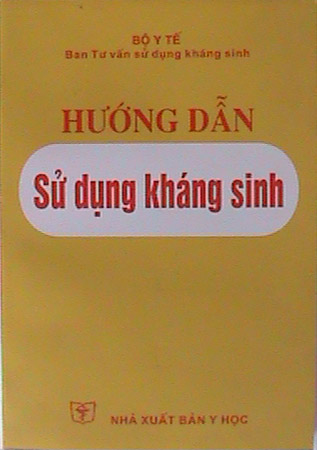 BỘ Y TẾ
Ban Tư vấn sử dụng kháng sinh
HƯỚNG DẪN
Sử dụng kháng sinh
NHÀ XUẤT BẢN Y HỌC